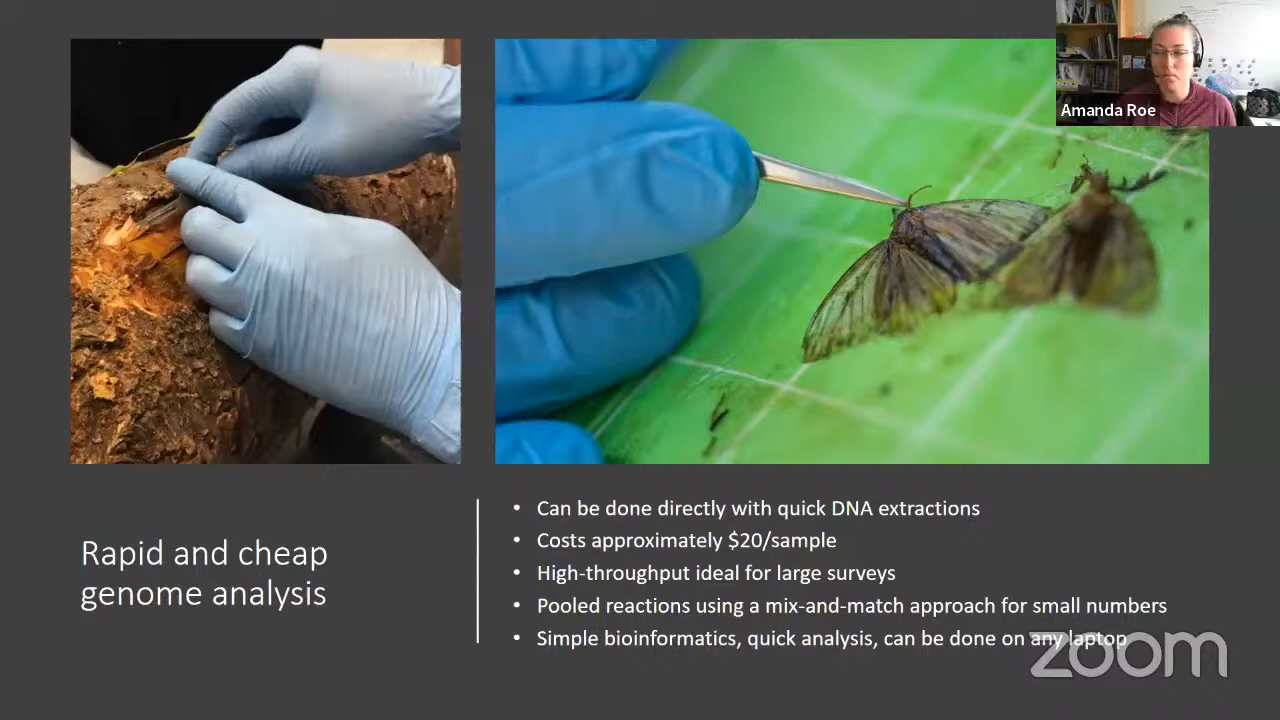 Amanda Roe
Rapid and cheap
genome analysis
• Can be done directly with quick DNA extractions
• Costs approximately $20/sample
• High-throughput ideal for large surveys
• Pooled reactions using a mix-and-match approach for small numbers
• Simple bioinformatics, quick analysis, can be done on any laptop
zoom